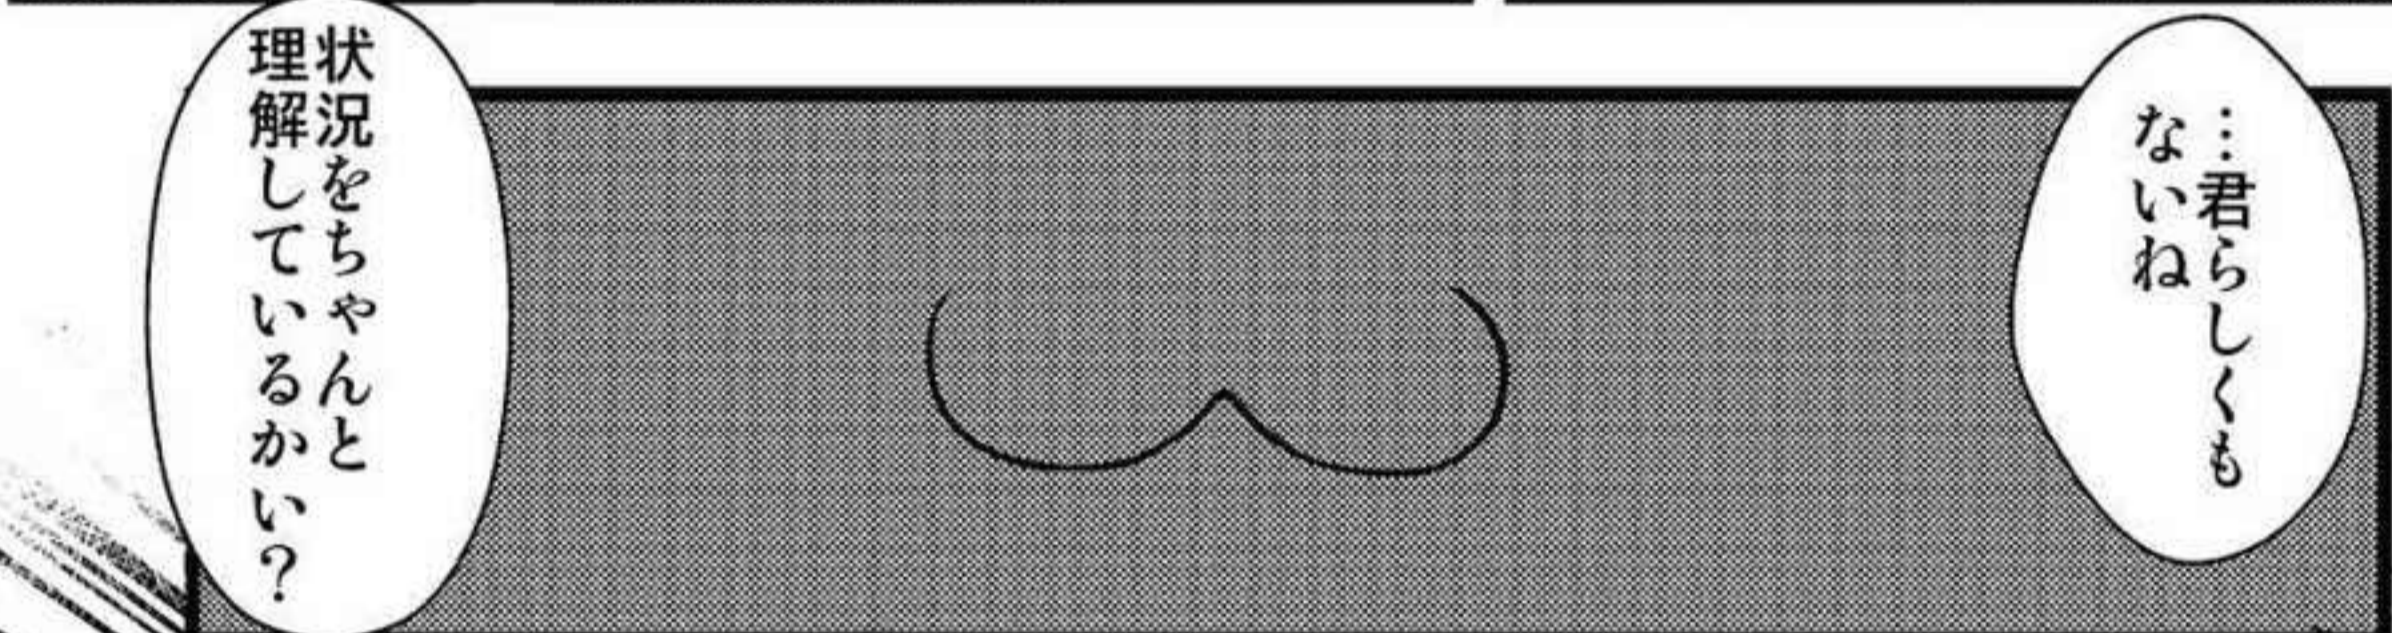 …君らしくも
ないね
状況をちゃんと
理解しているかい？